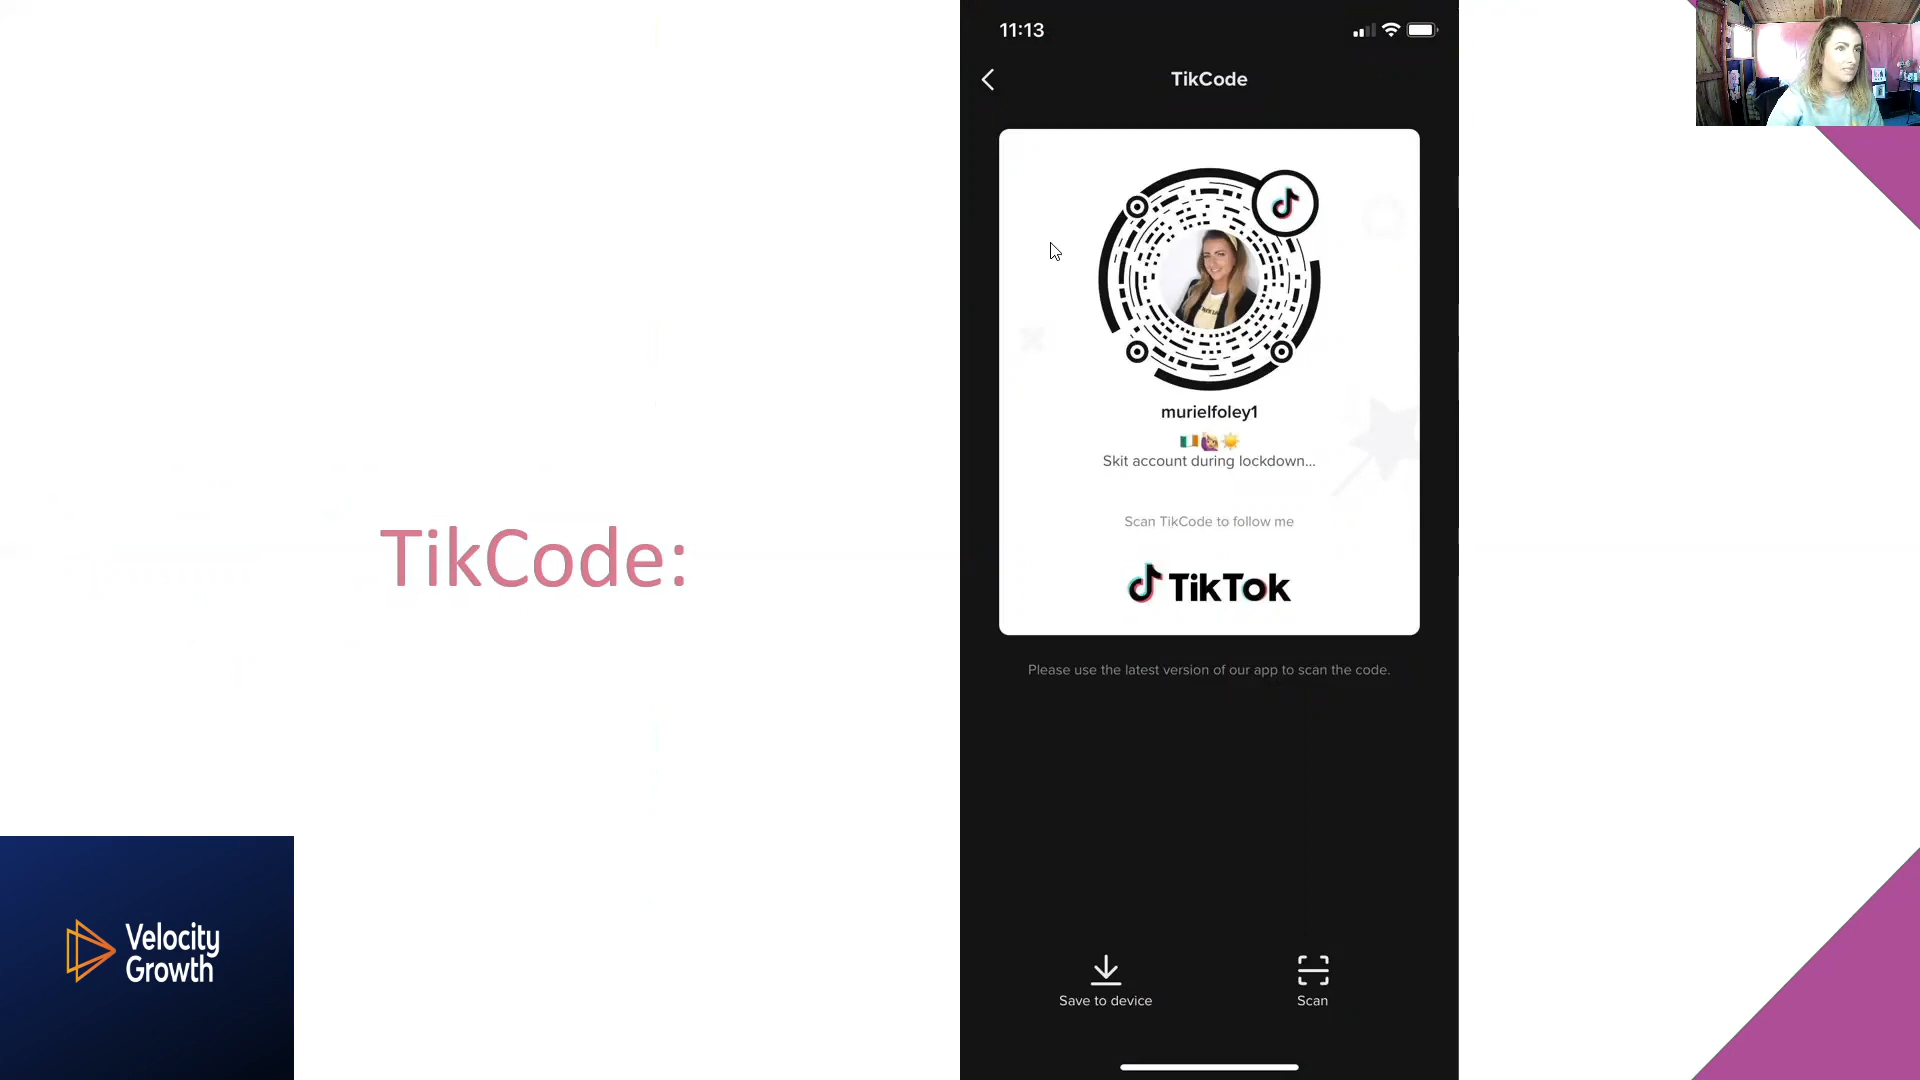 11:13
TikCode
murielfoley1
Skit account during lockdown...
Scan TikCode to follow me
TikTok
Please use the latest version of our app to scan the code.
Save to device
Scan
TikCode:
Velocity
Growth